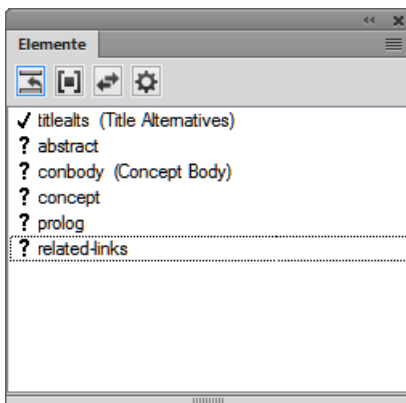 Elemente
✓ titlealts (Title Alternatives)
? abstract
? conbody (Concept Body)
? concept
? prolog
? related-links